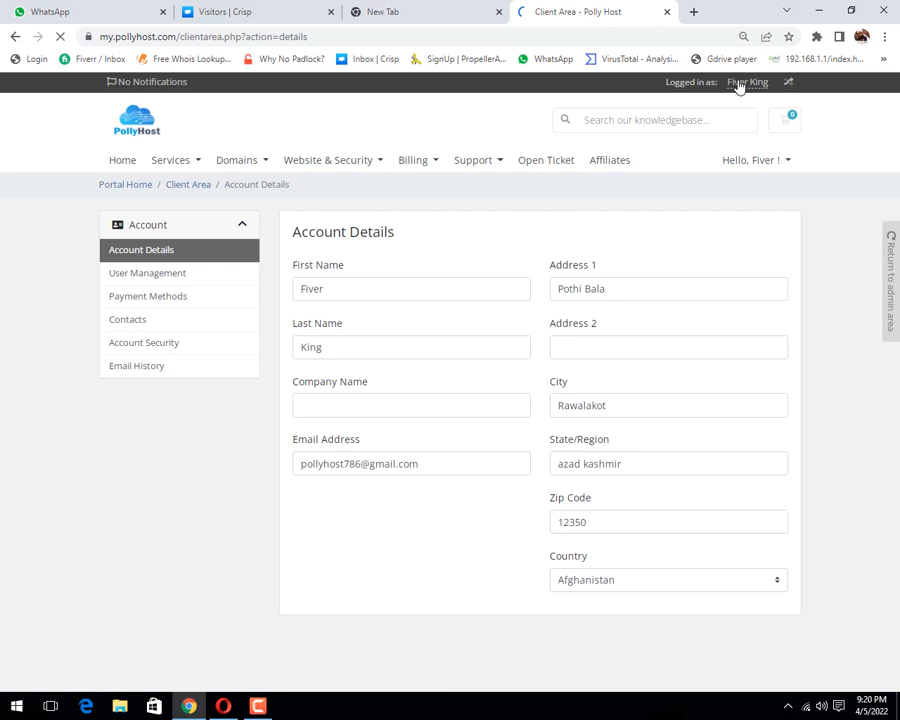 WhatsApp
Visitors | Crisp
New Tab
Client Area - Polly Host
my.pollyhost.com/clientarea.php?action=details
Login
Fiverr / Inbox
Free Whois Lookup...
Why No Padlock?
Inbox | Crisp
SignUp | PropellerA...
WhatsApp
VirusTotal - Analysi...
Gdrive player
192.168.1.1/index.h...
No Notifications
Logged in as: Fiver King
PollyHost
Search our knowledgebase...
0
Home
Services
Domains
Website & Security
Billing
Support
Open Ticket
Affiliates
Hello, Fiver !
Portal Home / Client Area / Account Details
Account
Account Details
User Management
Payment Methods
Contacts
Account Security
Email History
Account Details
First Name
Fiver
Last Name
King
Company Name
Email Address
pollyhost786@gmail.com
Address 1
Pothi Bala
Address 2
City
Rawalakot
State/Region
azad kashmir
Zip Code
12350
Country
Afghanistan
Return to admin area
9:20 PM
4/5/2022